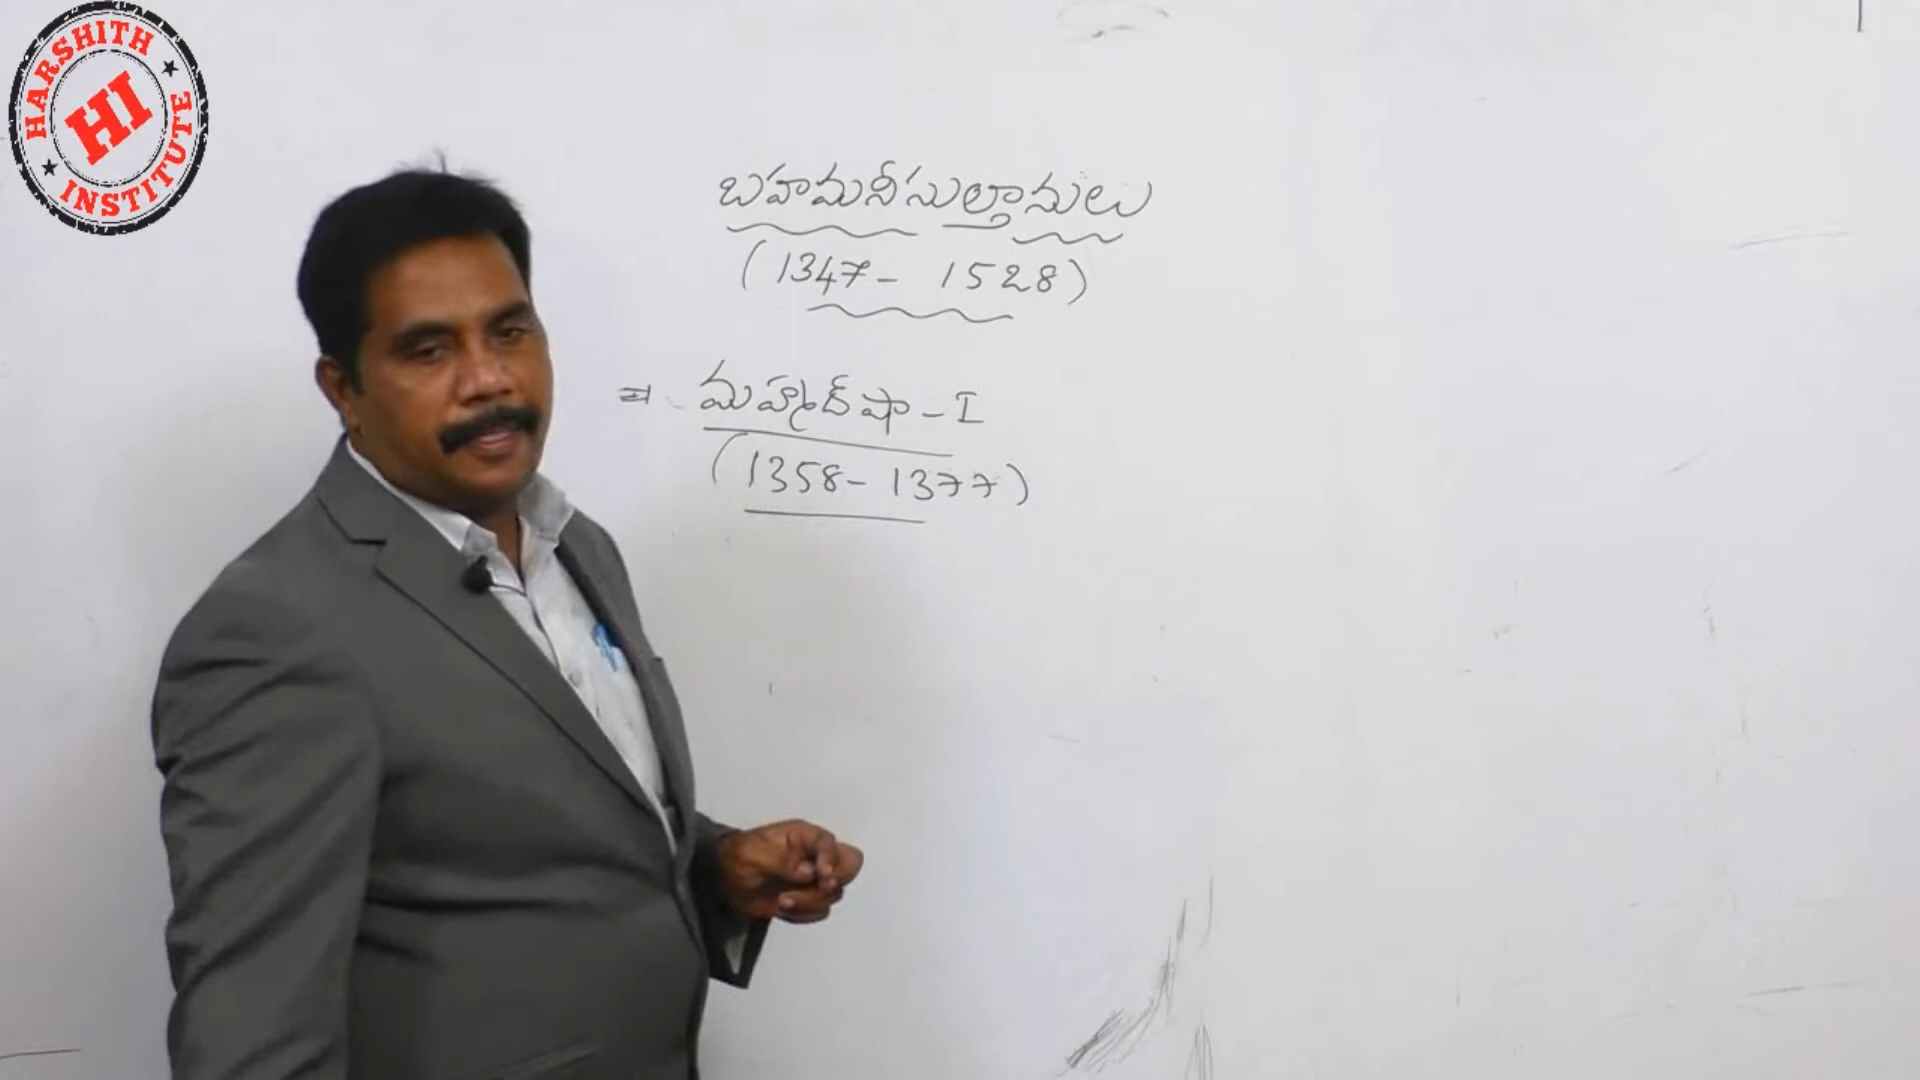 HARSHITH
HI
INSTITUTE
బహమనీసుల్తానులు
(1347- 1528)
⇒ మహ్మద్‌షా - I
(1358- 1377)